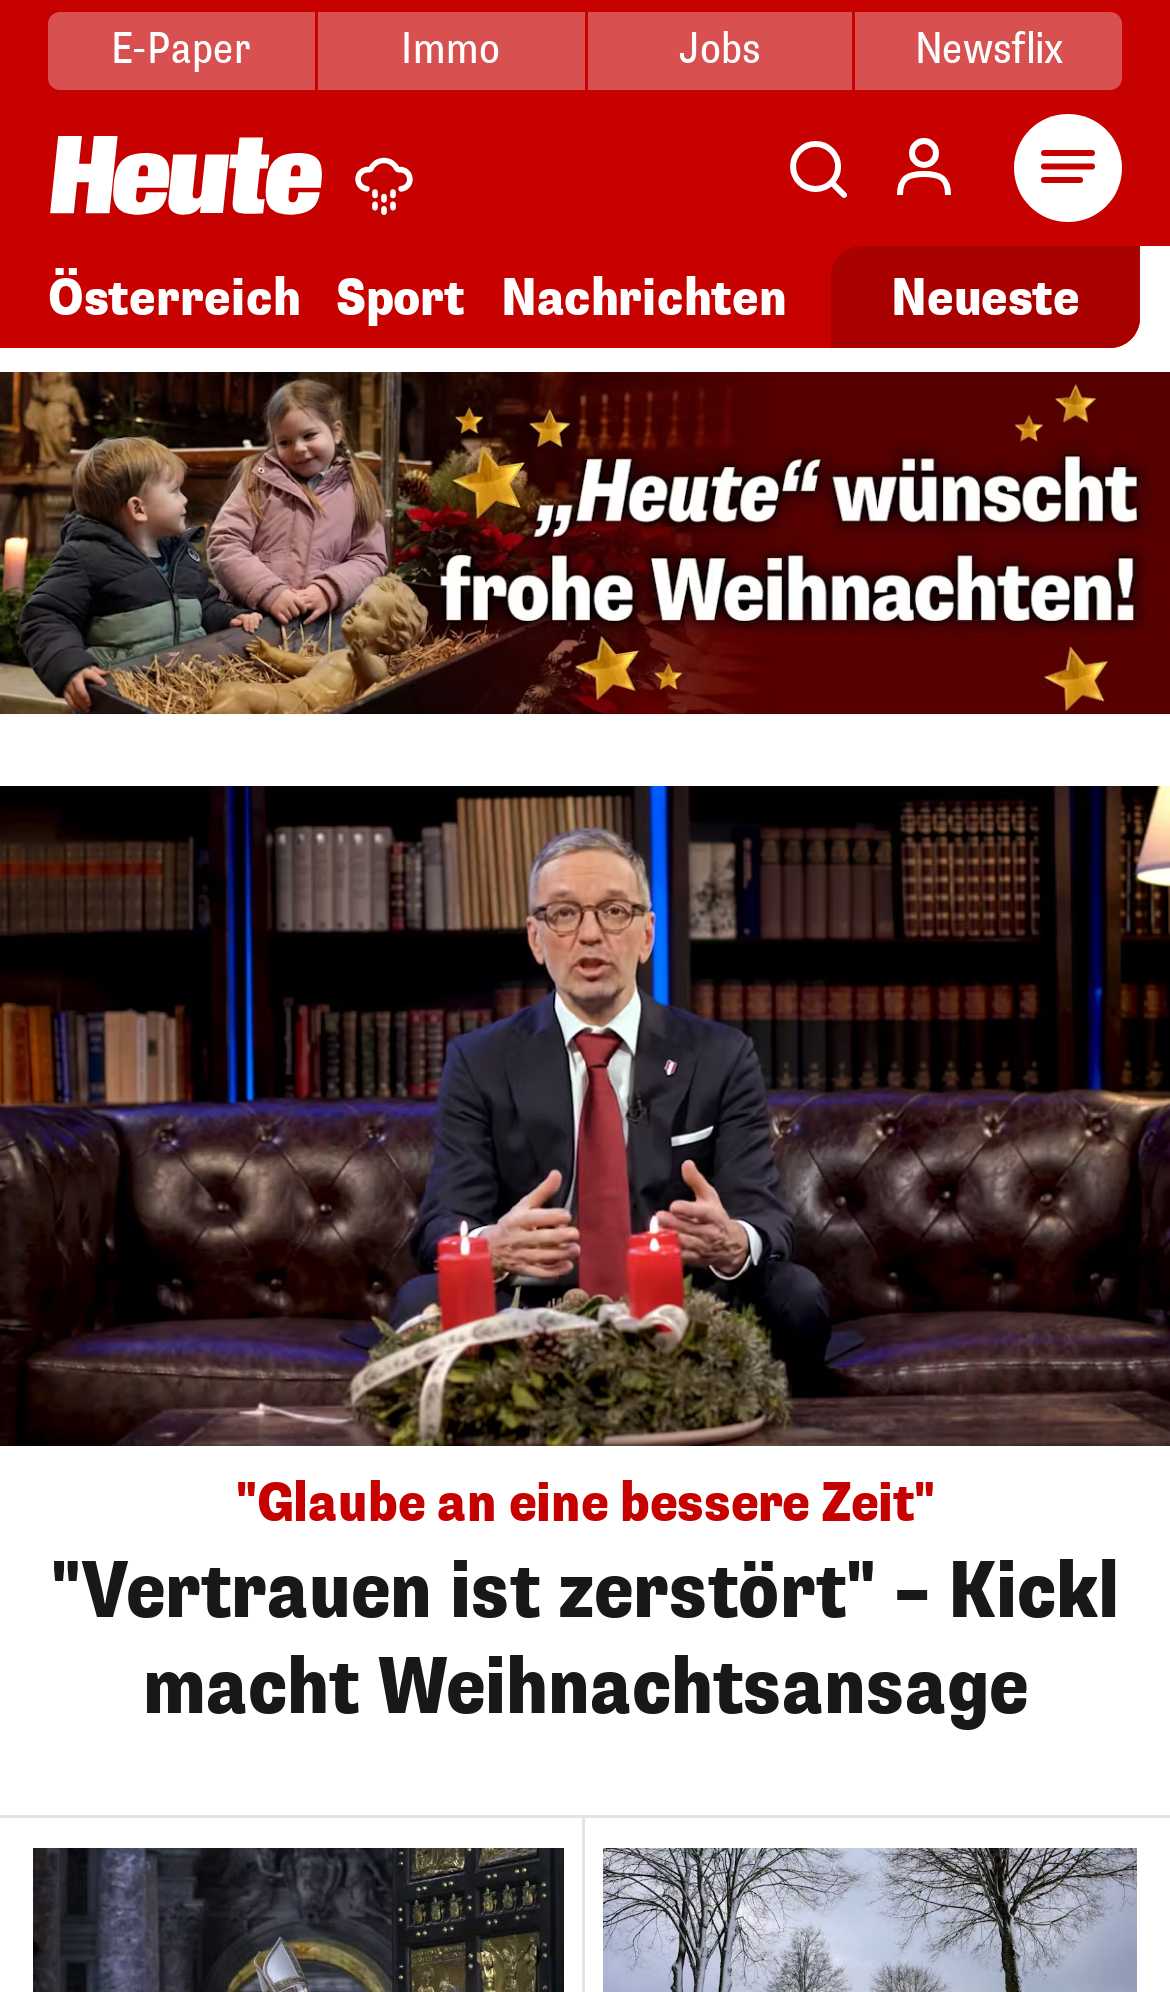 E-Paper
Immo
Jobs
Newsflix
Heute
Österreich
Sport
Nachrichten
Neueste
„Heute“ wünscht
frohe Weihnachten!
"Glaube an eine bessere Zeit"
"Vertrauen ist zerstört" – Kickl
macht Weihnachtsansage